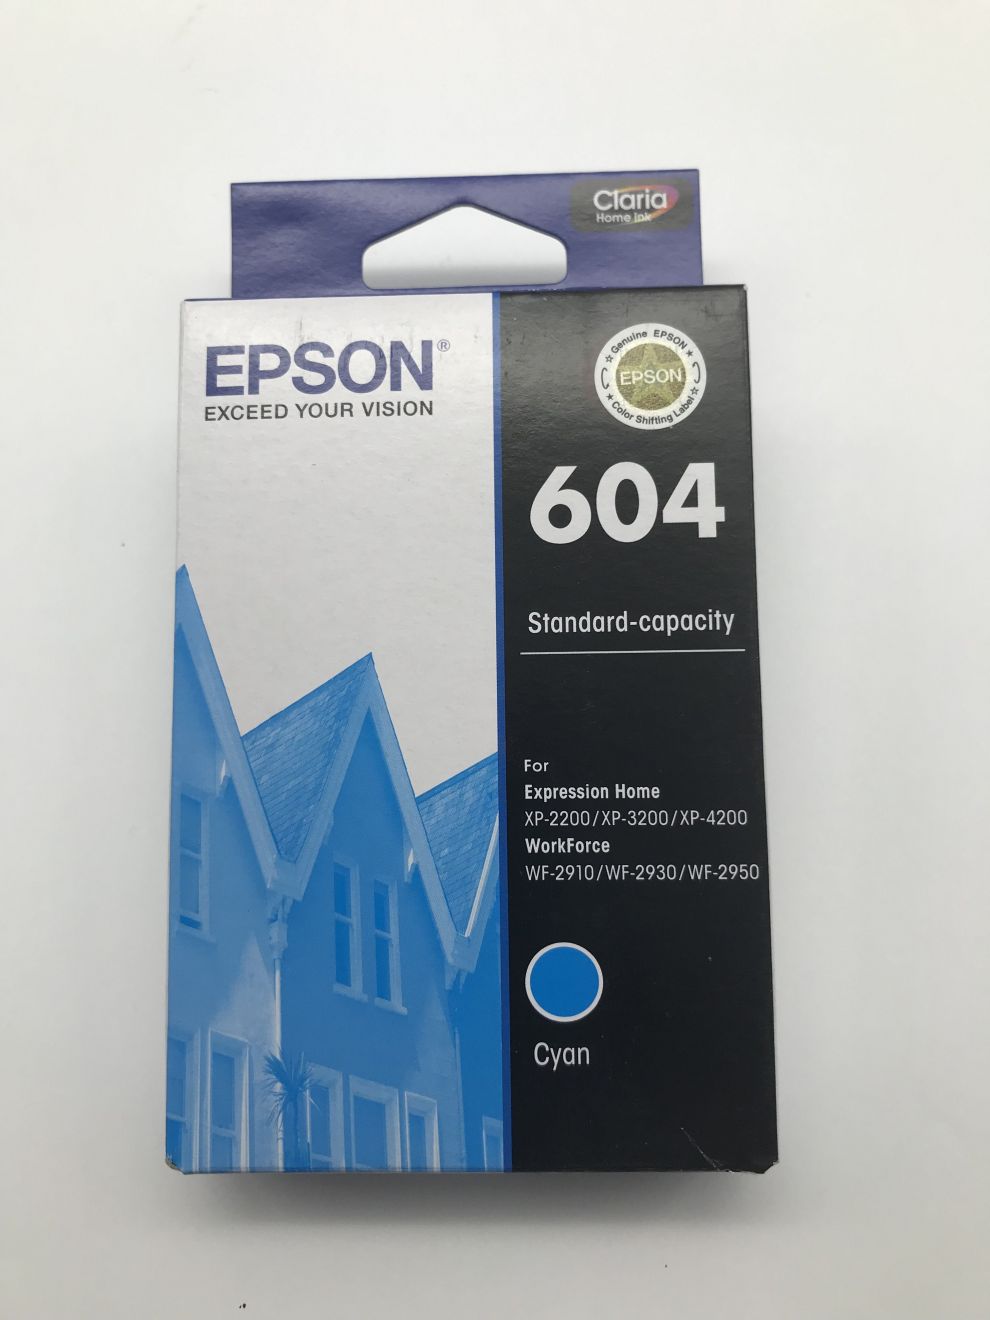 Claria
Home Ink
EPSON®
EXCEED YOUR VISION
Genuine EPSON
EPSON
Color Shifting Label
604
Standard-capacity
For
Expression Home
XP-2200/XP-3200/XP-4200
WorkForce
WF-2910/WF-2930/WF-2950
Cyan